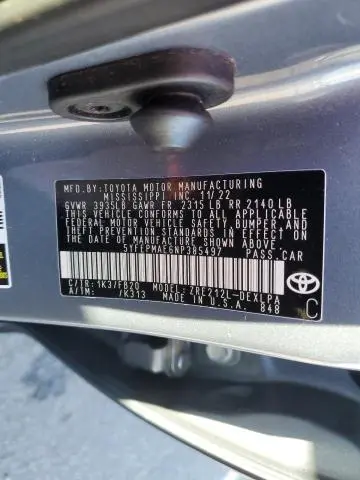 MFD.BY:TOYOTA MOTOR MANUFACTURING
MISSISSIPPI INC. 11/22
GVWR 3935LB GAWR FR 2315 LB RR 2140 LB
THIS VEHICLE CONFORMS TO ALL APPLICABLE
FEDERAL MOTOR VEHICLE SAFETY, BUMPER, AND
THEFT PREVENTION STANDARDS IN EFFECT ON
THE DATE OF MANUFACTURE SHOWN ABOVE.
5YFEPMAE6NP385497 PASS.CAR
C/TR: 1K3/FB20 MODEL: ZRE212L-DEXLPA
A/TM: /K313 MADE IN U.S.A. 848
C